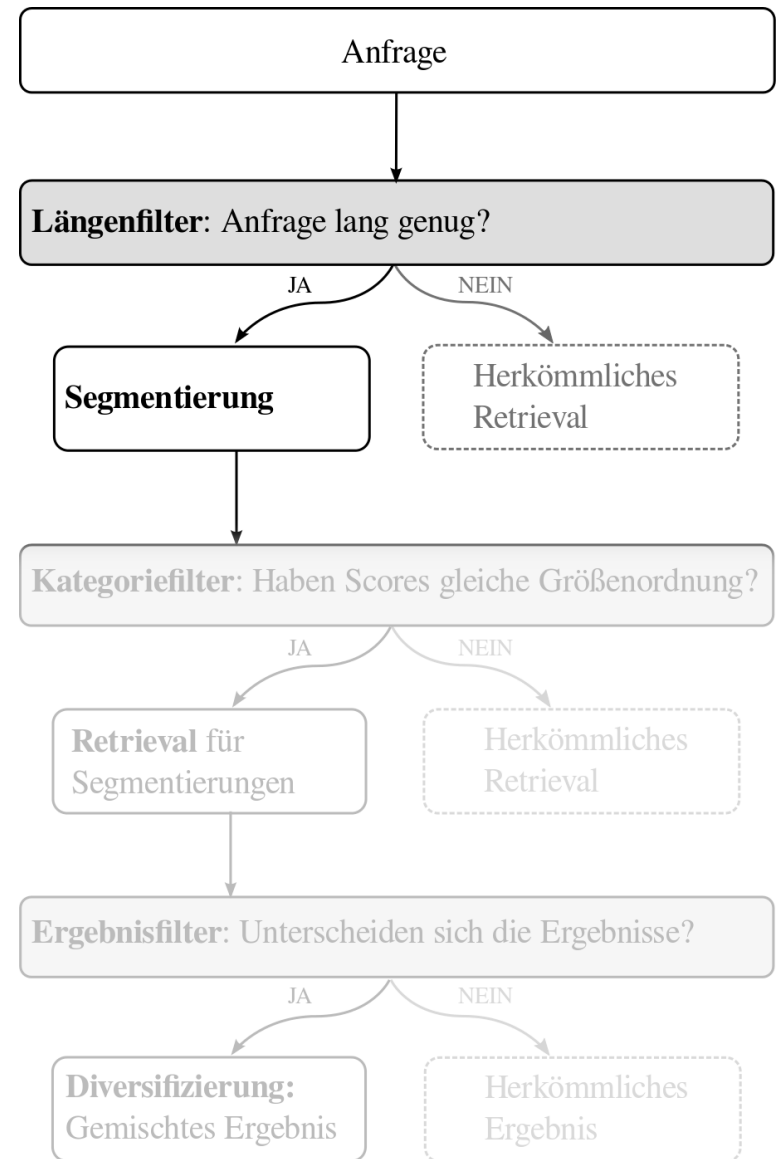 Anfrage
Längenfilter: Anfrage lang genug?
JA
NEIN
Segmentierung
Herkömmliches
Retrieval
Kategoriefilter: Haben Scores gleiche Größenordnung?
JA
NEIN
Retrieval für
Segmentierungen
Herkömmliches
Retrieval
Ergebnisfilter: Unterscheiden sich die Ergebnisse?
JA
NEIN
Diversifizierung:
Gemischtes Ergebnis
Herkömmliches
Ergebnis